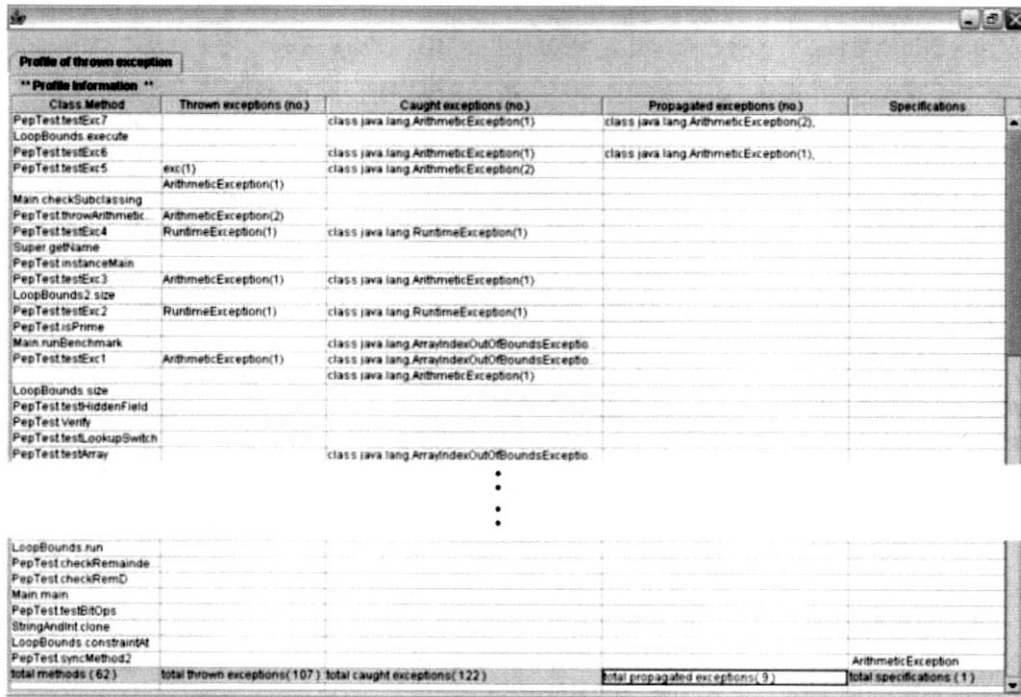 Profile of thrown exception
** Profile Information **
Class.Method Thrown exceptions (no.) Caught exceptions (no.) Propagated exceptions (no.) Specifications
PepTest.testExc7 class java.lang.ArithmeticException(1) class java.lang.ArithmeticException(2),
LoopBounds.execute
PepTest.testExc6 class java.lang.ArithmeticException(1) class java.lang.ArithmeticException(1),
PepTest.testExc5 exc(1) class java.lang.ArithmeticException(2)
ArithmeticException(1)
Main.checkSubclassing
PepTest.throwArithmetic... ArithmeticException(2)
PepTest.testExc4 RuntimeException(1) class java.lang.RuntimeException(1)
Super.getName
PepTest.instanceMain
PepTest.testExc3 ArithmeticException(1) class java.lang.ArithmeticException(1)
LoopBounds2.size
PepTest.testExc2 RuntimeException(1) class java.lang.RuntimeException(1)
PepTest.isPrime
Main.runBenchmark class java.lang.ArrayIndexOutOfBoundsExceptio...
PepTest.testExc1 ArithmeticException(1) class java.lang.ArrayIndexOutOfBoundsExceptio...
class java.lang.ArithmeticException(1)
LoopBounds.size
PepTest.testHiddenField
PepTest.Verify
PepTest.testLookupSwitch
PepTest.testArray class java.lang.ArrayIndexOutOfBoundsExceptio...
LoopBounds.run
PepTest.checkRemainde...
PepTest.checkRemD
Main.main
PepTest.testBitOps
StringAndInt.clone
LoopBounds.constraintAt
PepTest.syncMethod2 ArithmeticException
total methods ( 62 ) total thrown exceptions( 107 ) total caught exceptions( 122 ) total propagated exceptions( 9 ) total specifications ( 1 )